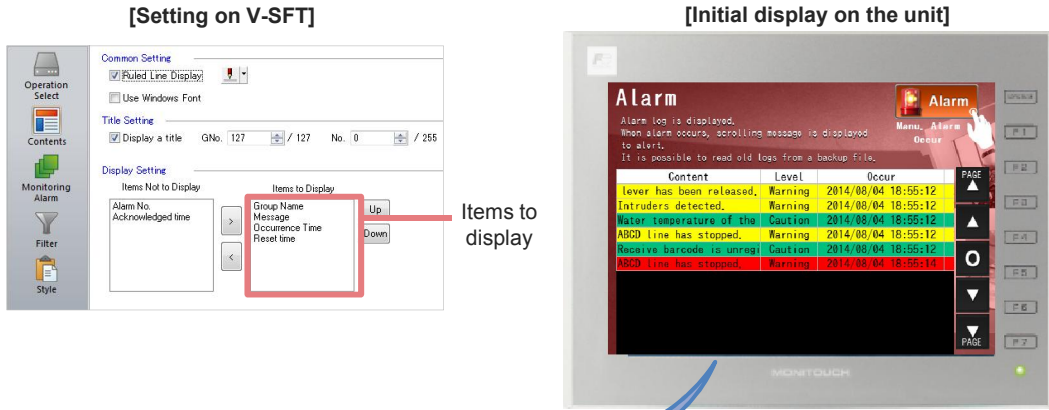 [Setting on V-SFT]
[Initial display on the unit]
Common Setting
Ruled Line Display
Use Windows Font
Title Setting
Display a title GNo. 127 / 127 No. 0 / 255
Display Setting
Items Not to Display
Items to Display
Alarm No.
Acknowledged time
>
<
Group Name
Message
Occurrence Time
Reset time
Up
Down
Operation
Select
Contents
Monitoring
Alarm
Filter
Style
Items to
display
Alarm
Alarm log is displayed.
When alarm occurs, scrolling message is displayed
to alert.
It is possible to read old logs from a backup file.
Alarm
Manu. Alarm
Occur
Content Level Occur
lever has been released. Warning 2014/08/04 18:55:12
Intruders detected. Warning 2014/08/04 18:55:12
Water temperature of the Caution 2014/08/04 18:55:12
ABCD line has stopped. Warning 2014/08/04 18:55:12
Receive barcode is unregi Caution 2014/08/04 18:55:12
ABCD line has stopped. Warning 2014/08/04 18:55:14
PAGE
O
PAGE
F1
F2
F3
F4
F5
F6
F7
MONITOUCH